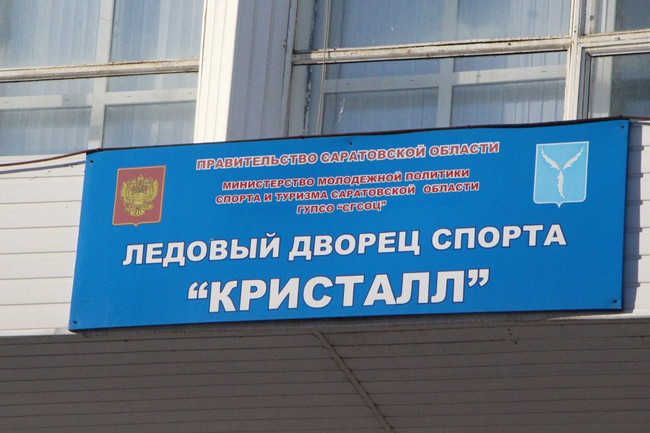 ПРАВИТЕЛЬСТВО САРАТОВСКОЙ ОБЛАСТИ
МИНИСТЕРСТВО МОЛОДЕЖНОЙ ПОЛИТИКИ
СПОРТА И ТУРИЗМА САРАТОВСКОЙ ОБЛАСТИ
ГУПСО "СГСОЦ"
ЛЕДОВЫЙ ДВОРЕЦ СПОРТА
“КРИСТАЛЛ”